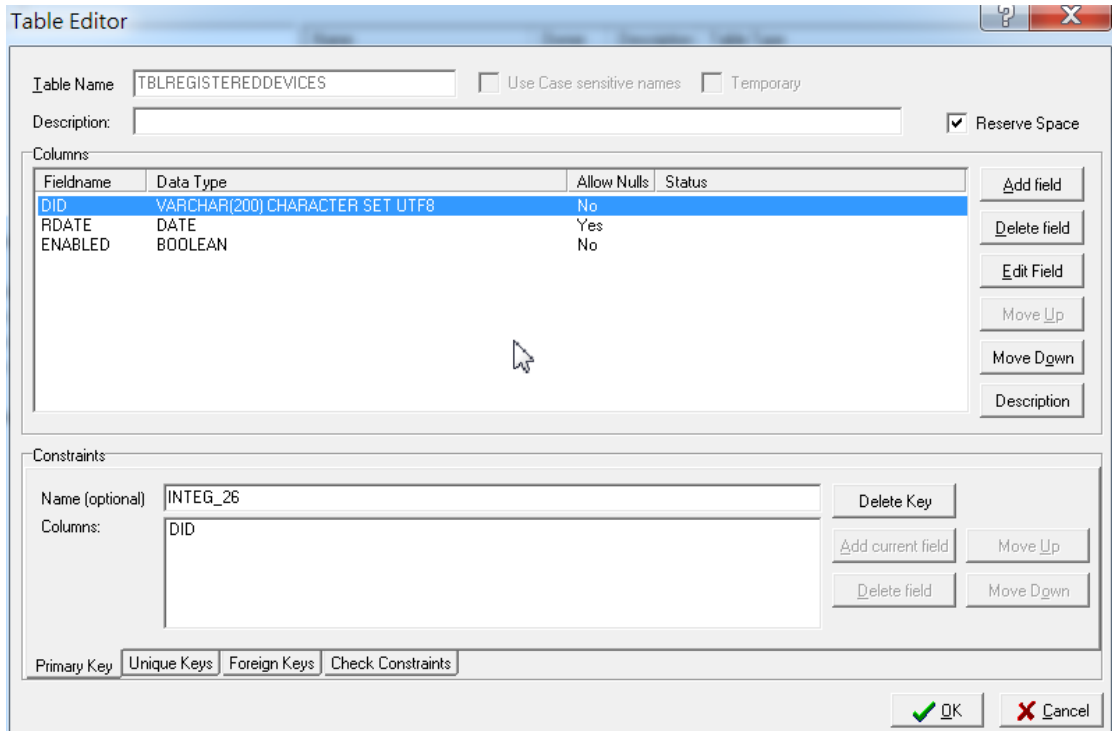 Table Editor
Table Name TBLREGISTEREDDEVICES Use Case sensitive names Temporary
Description: Reserve Space
Columns
Fieldname Data Type Allow Nulls Status
DID VARCHAR(200) CHARACTER SET UTF8 No
RDATE DATE Yes
ENABLED BOOLEAN No
Add field
Delete field
Edit Field
Move Up
Move Down
Description
Constraints
Name (optional) INTEG_26 Delete Key
Columns: DID
Add current field Move Up
Delete field Move Down
Primary Key Unique Keys Foreign Keys Check Constraints
OK Cancel